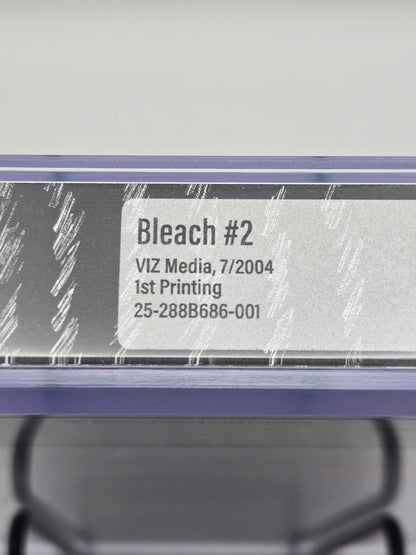 Bleach #2
VIZ Media, 7/2004
1st Printing
25-288B686-001